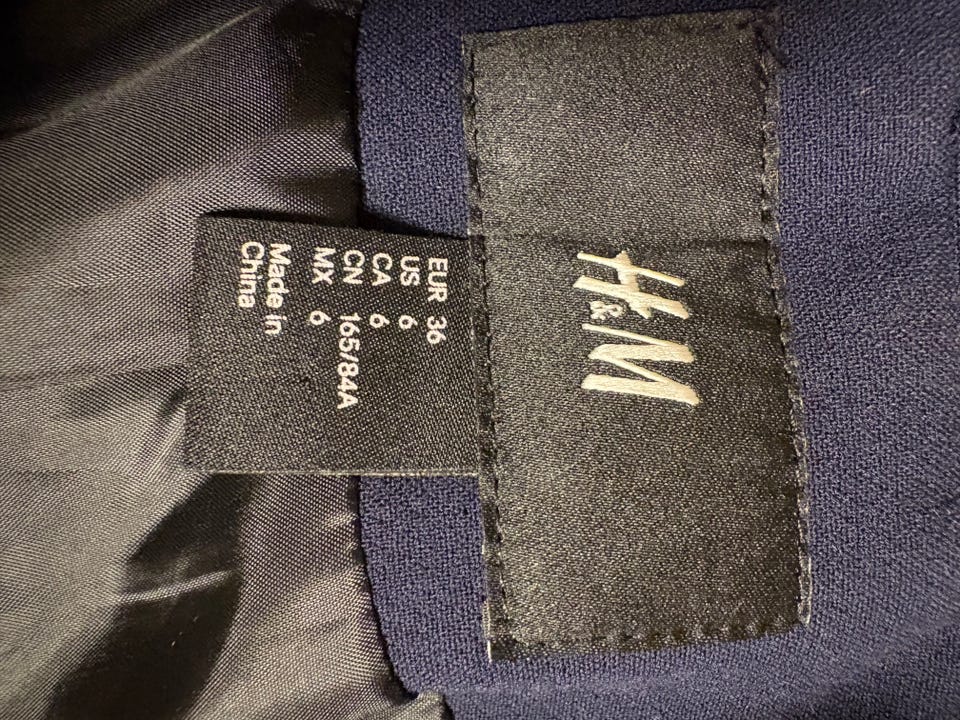 H&M
EUR 36
US 6
CA 6
CN 165/84A
MX 6
Made in
China